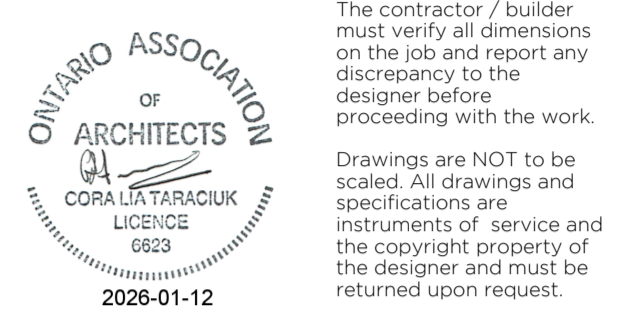 ONTARIO ASSOCIATION
OF
ARCHITECTS
CORA LIA TARACIUK
LICENCE
6623
2026-01-12
The contractor / builder
must verify all dimensions
on the job and report any
discrepancy to the
designer before
proceeding with the work.
Drawings are NOT to be
scaled. All drawings and
specifications are
instruments of  service and
the copyright property of
the designer and must be
returned upon request.